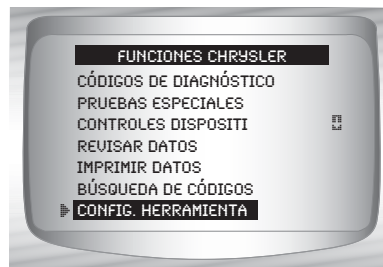 FUNCIONES CHRYSLER
CÓDIGOS DE DIAGNÓSTICO
PRUEBAS ESPECIALES
CONTROLES DISPOSITI
REVISAR DATOS
IMPRIMIR DATOS
BÚSQUEDA DE CÓDIGOS
CONFIG. HERRAMIENTA